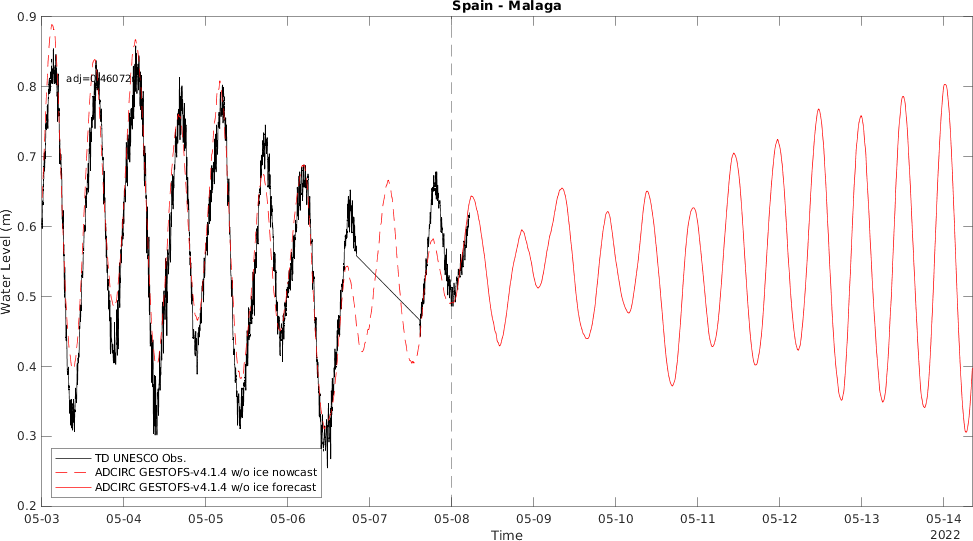 Spain - Malaga
0.9
adj=0.46072
0.8
0.7
0.6
0.5
0.4
0.3
0.2
Water Level (m)
TD UNESCO Obs.
ADCIRC GESTOFS-v4.1.4 w/o ice nowcast
ADCIRC GESTOFS-v4.1.4 w/o ice forecast
05-03 05-04 05-05 05-06 05-07 05-08 05-09 05-10 05-11 05-12 05-13 05-14
Time
2022